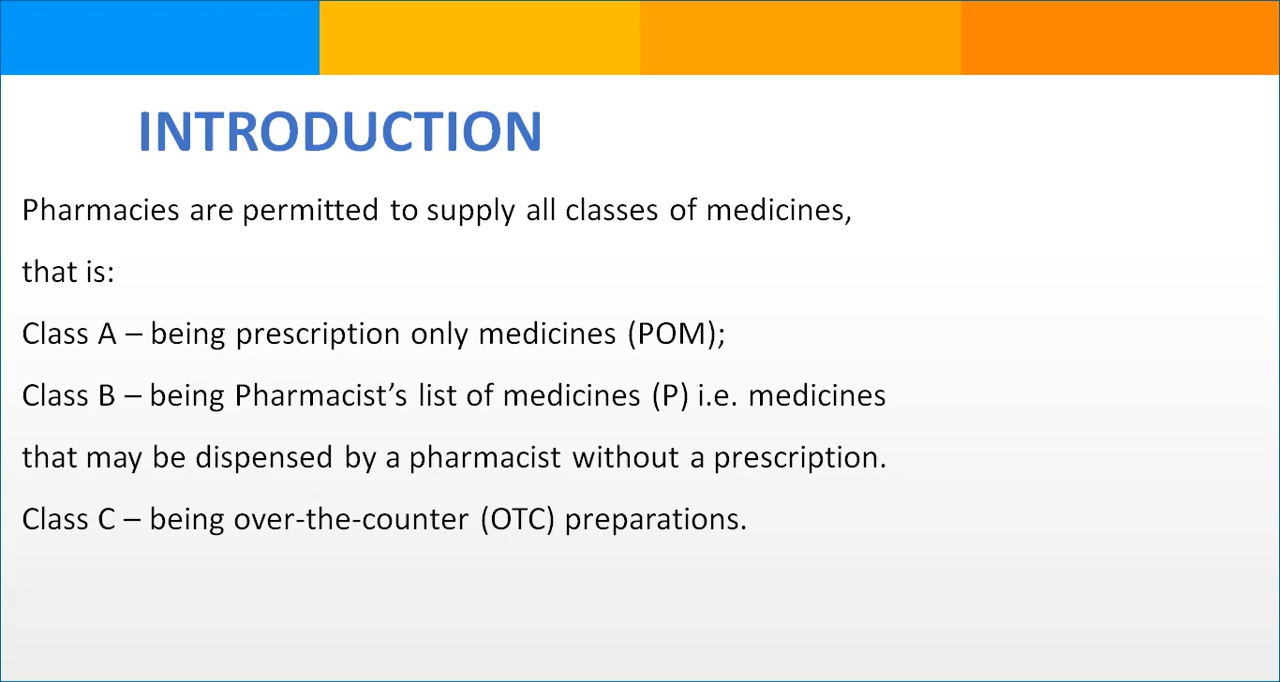 INTRODUCTION
Pharmacies are permitted to supply all classes of medicines,
that is:
Class A – being prescription only medicines (POM);
Class B – being Pharmacist’s list of medicines (P) i.e. medicines
that may be dispensed by a pharmacist without a prescription.
Class C – being over-the-counter (OTC) preparations.